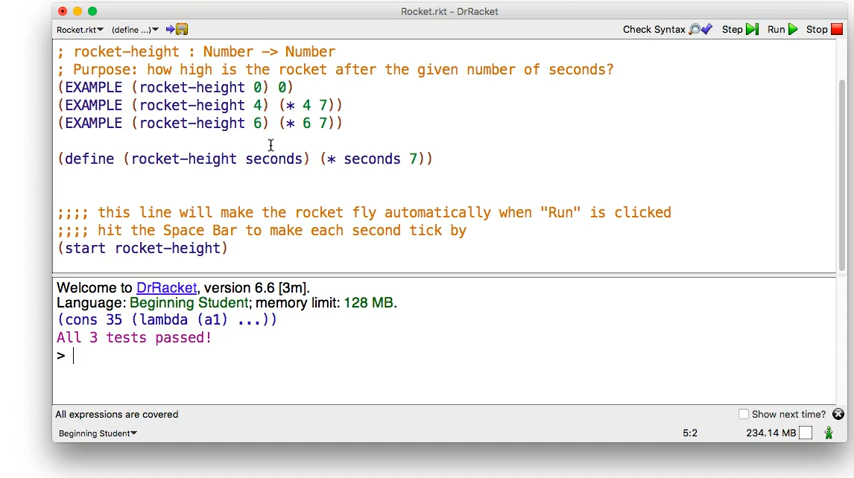 Rocket.rkt - DrRacket
Rocket.rkt▾ (define ...)▾ Check Syntax Step Run Stop
; rocket-height : Number -> Number
; Purpose: how high is the rocket after the given number of seconds?
(EXAMPLE (rocket-height 0) 0)
(EXAMPLE (rocket-height 4) (* 4 7))
(EXAMPLE (rocket-height 6) (* 6 7))
(define (rocket-height seconds) (* seconds 7))
;;;; this line will make the rocket fly automatically when "Run" is clicked
;;;; hit the Space Bar to make each second tick by
(start rocket-height)
Welcome to DrRacket, version 6.6 [3m].
Language: Beginning Student; memory limit: 128 MB.
(cons 35 (lambda (a1) ...))
All 3 tests passed!
>
All expressions are covered Show next time?
Beginning Student▾ 5:2 234.14 MB